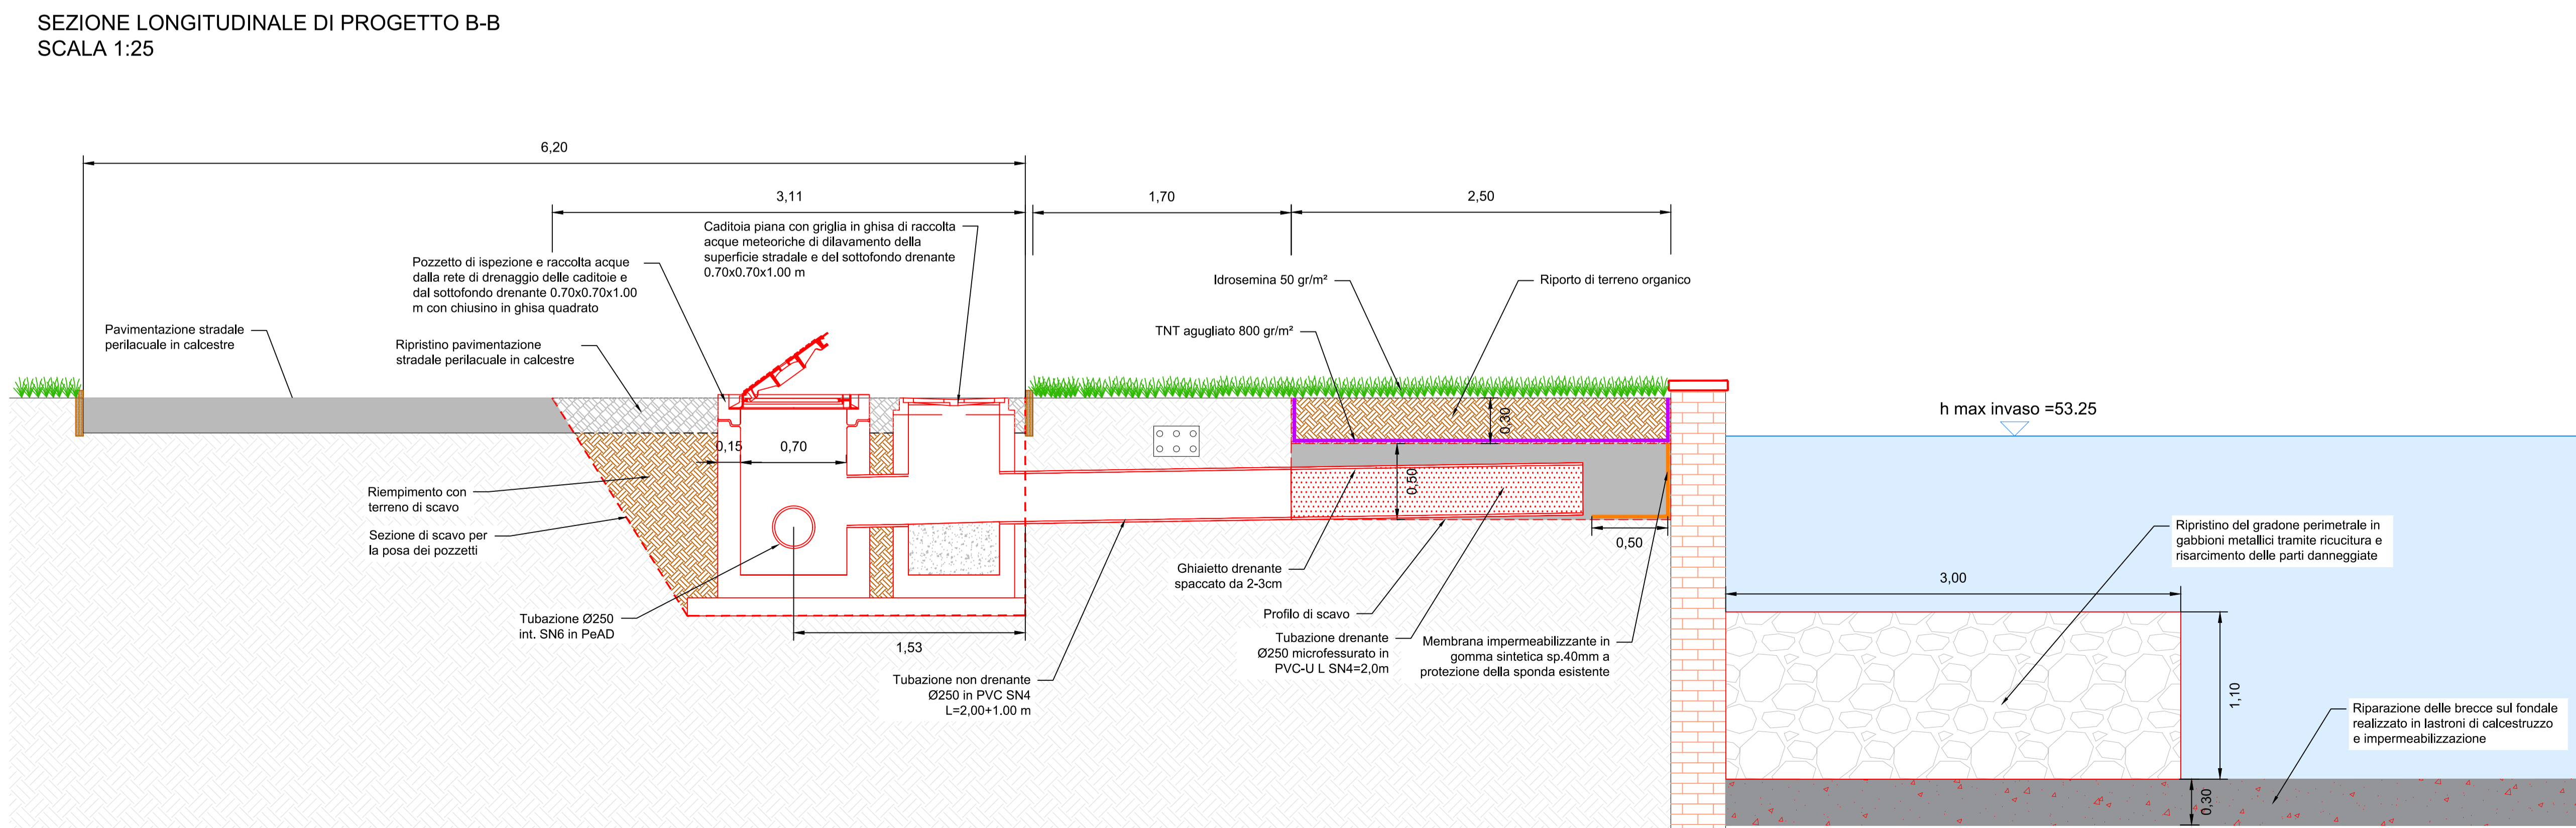 SEZIONE LONGITUDINALE DI PROGETTO B-B
SCALA 1:25
6,20
3,11
1,70
2,50
Caditoia piana con griglia in ghisa di raccolta
acque meteoriche di dilavamento della
superficie stradale e del sottofondo drenante
0.70x0.70x1.00 m
Pozzetto di ispezione e raccolta acque
dalla rete di drenaggio delle caditoie e
dal sottofondo drenante 0.70x0.70x1.00
m con chiusino in ghisa quadrato
Idrosemina 50 gr/m²
Riporto di terreno organico
Pavimentazione stradale
perilacuale in calcestre
Ripristino pavimentazione
stradale perilacuale in calcestre
TNT agugliato 800 gr/m²
h max invaso =53.25
0,30
0,15
0,70
0,50
Riempimento con
terreno di scavo
Sezione di scavo per
la posa dei pozzetti
0,50
Ripristino del gradone perimetrale in
gabbioni metallici tramite ricucitura e
risarcimento delle parti danneggiate
Ghiaietto drenante
spaccato da 2-3cm
3,00
Tubazione Ø250
int. SN6 in PeAD
Profilo di scavo
1,53
Tubazione drenante
Ø250 microfessurato in
PVC-U L SN4=2,0m
Membrana impermeabilizzante in
gomma sintetica sp.40mm a
protezione della sponda esistente
Tubazione non drenante
Ø250 in PVC SN4
L=2,00+1.00 m
1,10
Riparazione delle brecce sul fondale
realizzato in lastroni di calcestruzzo
e impermeabilizzazione
0,30